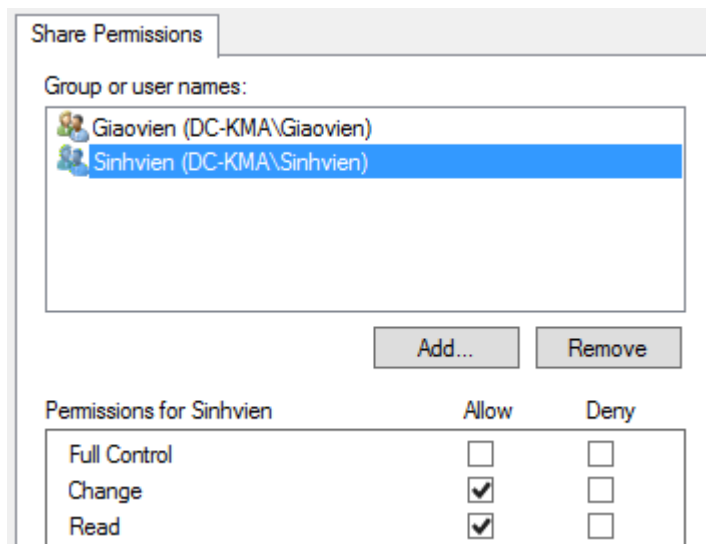 Share Permissions
Group or user names:
Giaovien (DC-KMA\Giaovien)
Sinhvien (DC-KMA\Sinhvien)
Add... Remove
Permissions for Sinhvien Allow Deny
Full Control
Change
Read